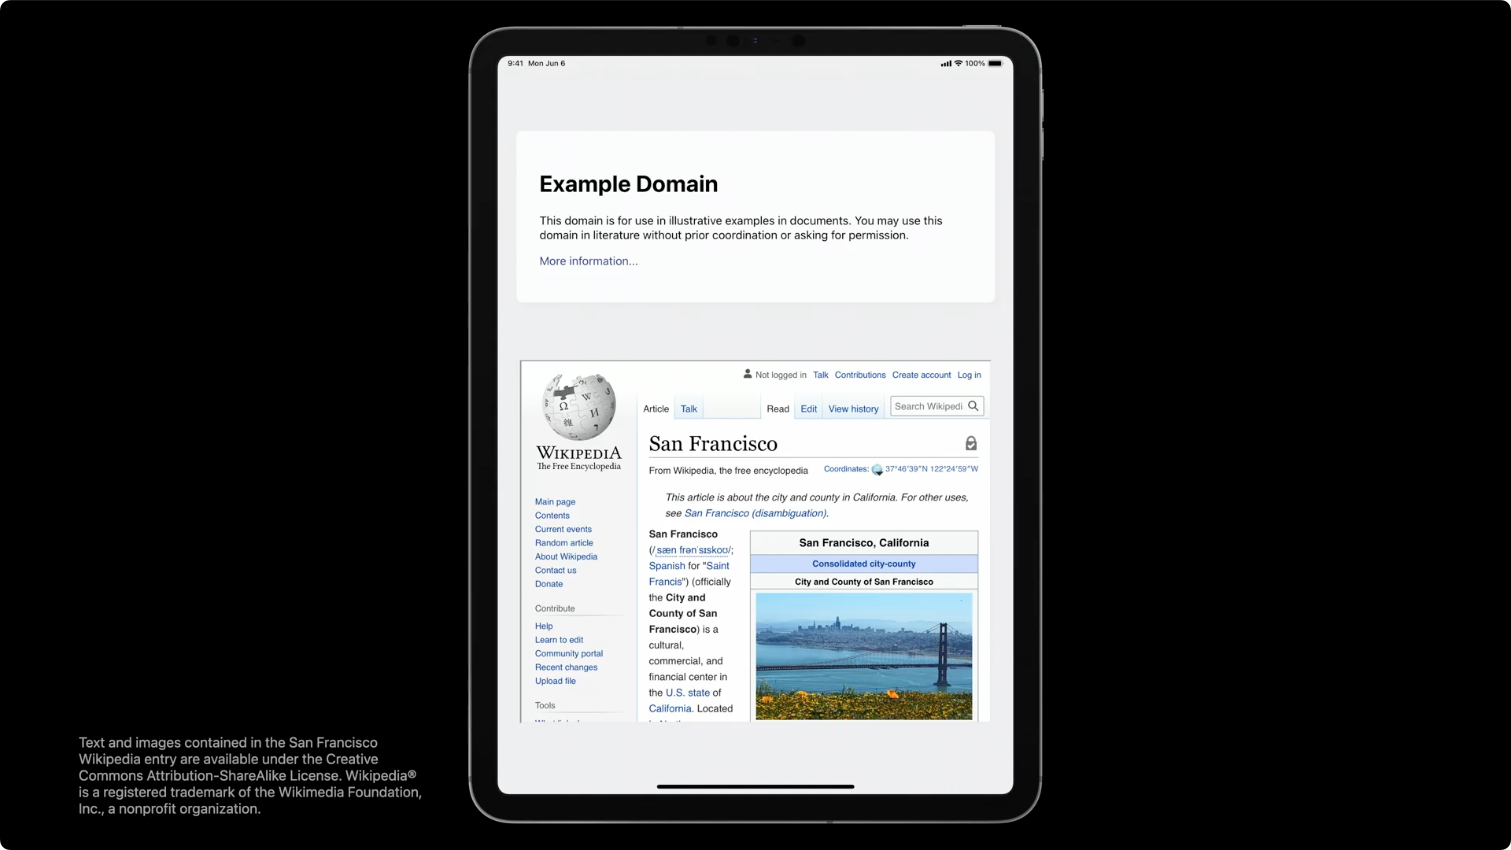 9:41 Mon Jun 6
100%
Example Domain
This domain is for use in illustrative examples in documents. You may use this
domain in literature without prior coordination or asking for permission.
More information...
Not logged in Talk Contributions Create account Log in
Article Talk Read Edit View history Search Wikipedi
WIKIPEDIA
The Free Encyclopedia
Main page
Contents
Current events
Random article
About Wikipedia
Contact us
Donate
Contribute
Help
Learn to edit
Community portal
Recent changes
Upload file
Tools
San Francisco
From Wikipedia, the free encyclopedia
Coordinates: 37°46′39″N 122°24′59″W
This article is about the city and county in California. For other uses,
see San Francisco (disambiguation).
San Francisco
(/ˌsæn frənˈsɪskoʊ/;
Spanish for "Saint
Francis") (officially
the City and
County of San
Francisco) is a
cultural,
commercial, and
financial center in
the U.S. state of
California. Located
San Francisco, California
Consolidated city-county
City and County of San Francisco
Text and images contained in the San Francisco
Wikipedia entry are available under the Creative
Commons Attribution-ShareAlike License. Wikipedia®
is a registered trademark of the Wikimedia Foundation,
Inc., a nonprofit organization.